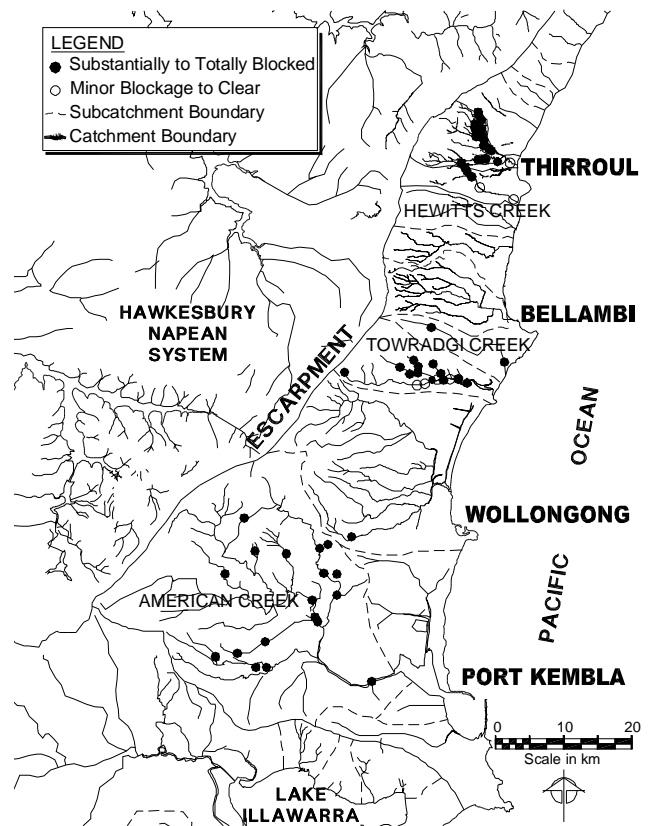 LEGEND
Substantially to Totally Blocked
Minor Blockage to Clear
Subcatchment Boundary
Catchment Boundary
THIRROUL
HEWITTS CREEK
HAWKESBURY
NAPEAN
SYSTEM
BELLAMBI
TOWRADGI CREEK
ESCARPMENT
OCEAN
WOLLONGONG
PACIFIC
AMERICAN CREEK
PORT KEMBLA
0 10 20
Scale in km
LAKE
ILLAWARRA